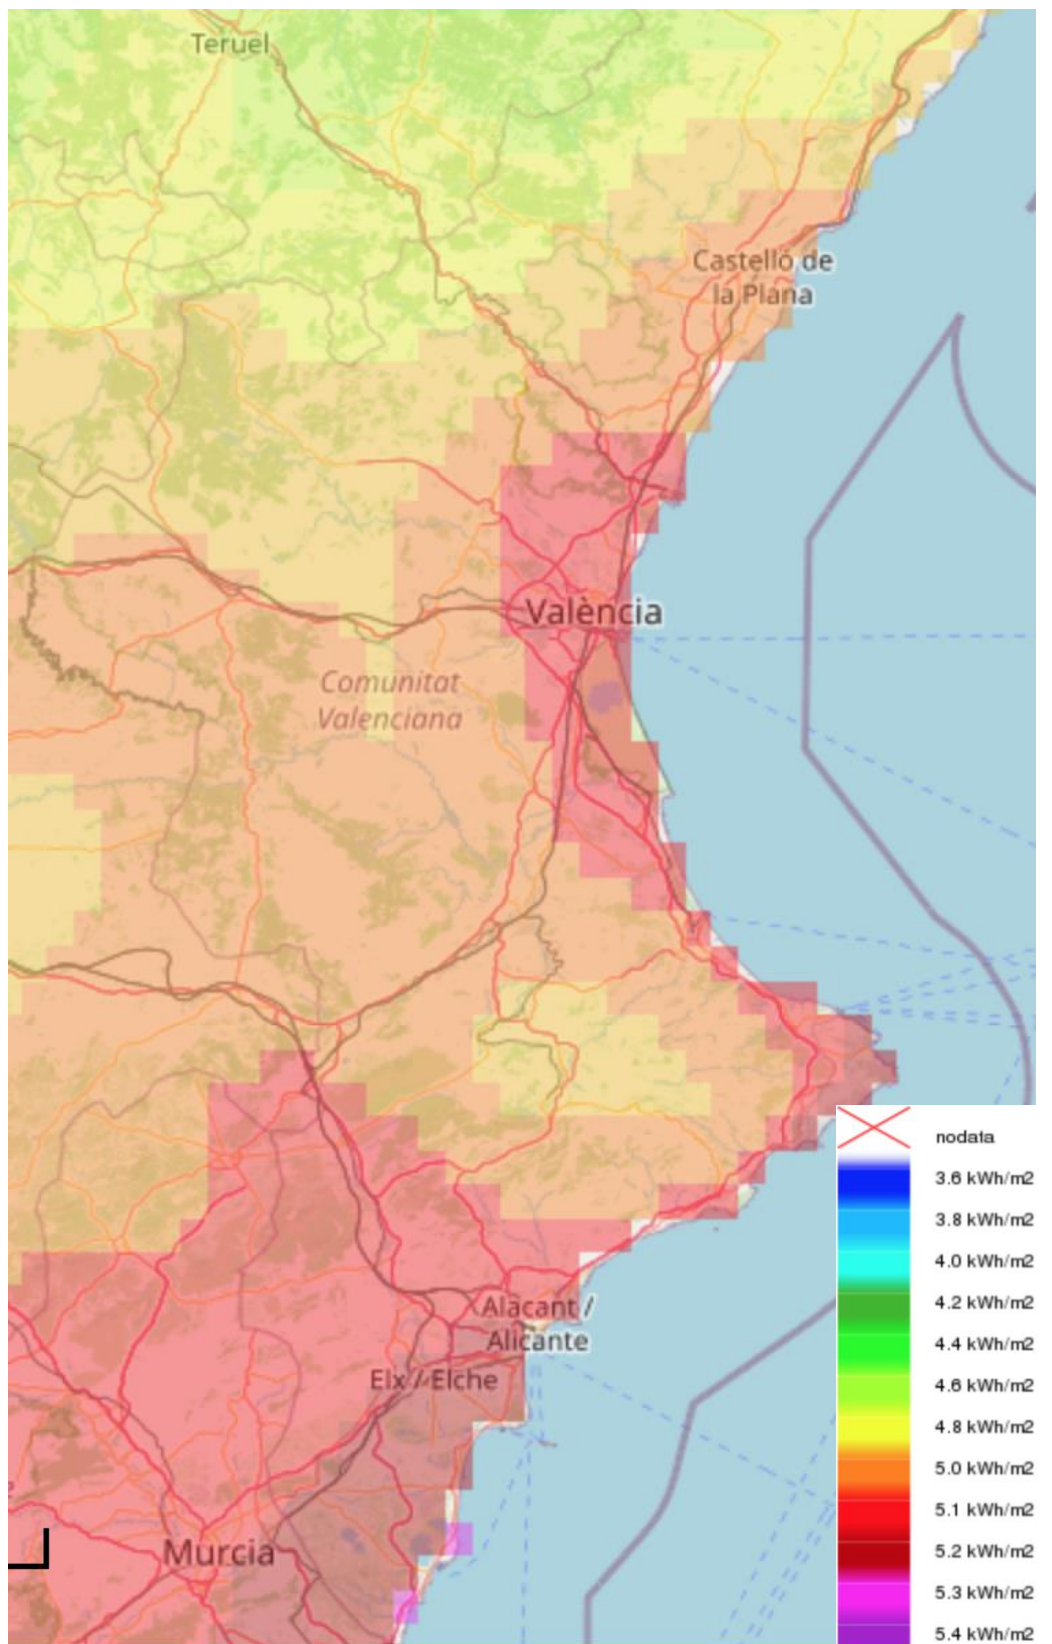 Teruel
Castelló de
la Plana
València
Comunitat
Valenciana
Alacant /
Alicante
Elx / Elche
Murcia
nodata
3.6 kWh/m2
3.8 kWh/m2
4.0 kWh/m2
4.2 kWh/m2
4.4 kWh/m2
4.6 kWh/m2
4.8 kWh/m2
5.0 kWh/m2
5.1 kWh/m2
5.2 kWh/m2
5.3 kWh/m2
5.4 kWh/m2